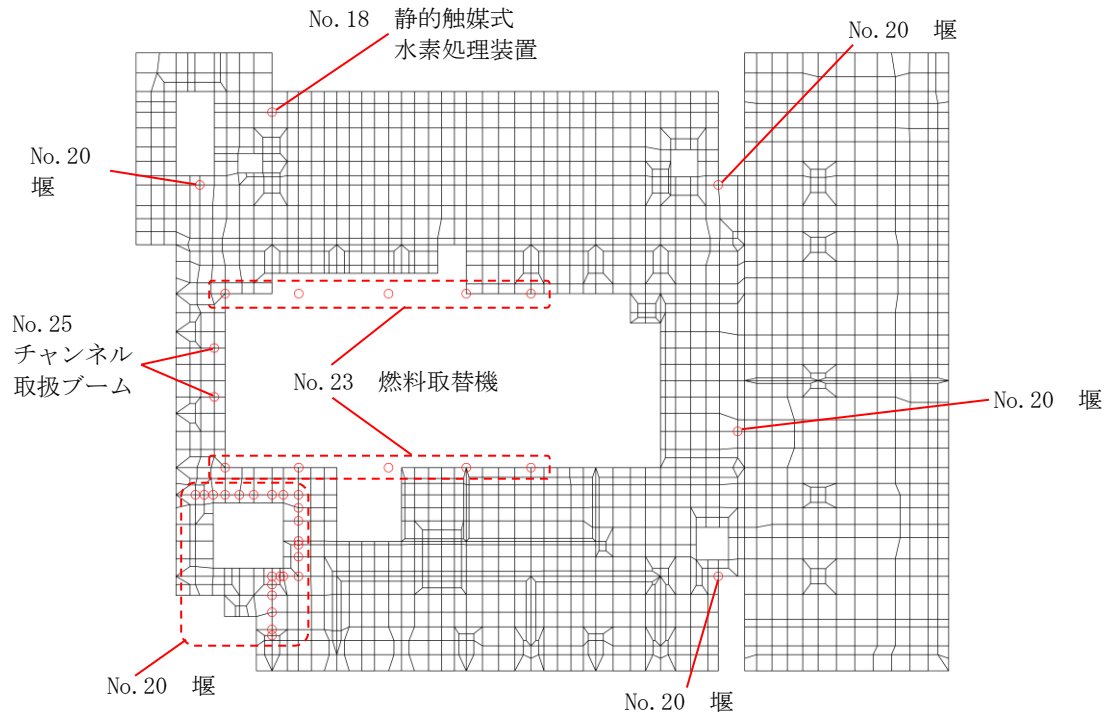 No.18 静的触媒式
水素処理装置
No.20 堰
No.20
堰
No.25
チャンネル
取扱ブーム
No.23 燃料取替機
No.20 堰
No.20 堰
No.20 堰